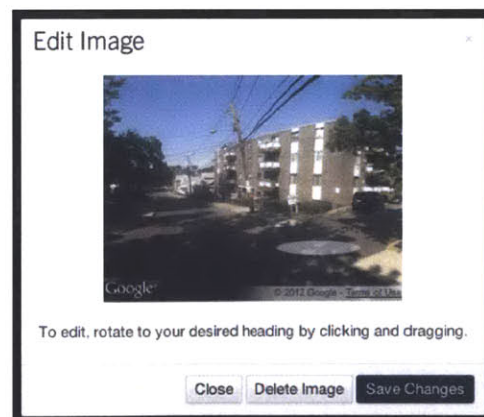 Edit Image
×
Google
© 2012 Google - Terms of Use
To edit, rotate to your desired heading by clicking and dragging.
Close Delete Image Save Changes